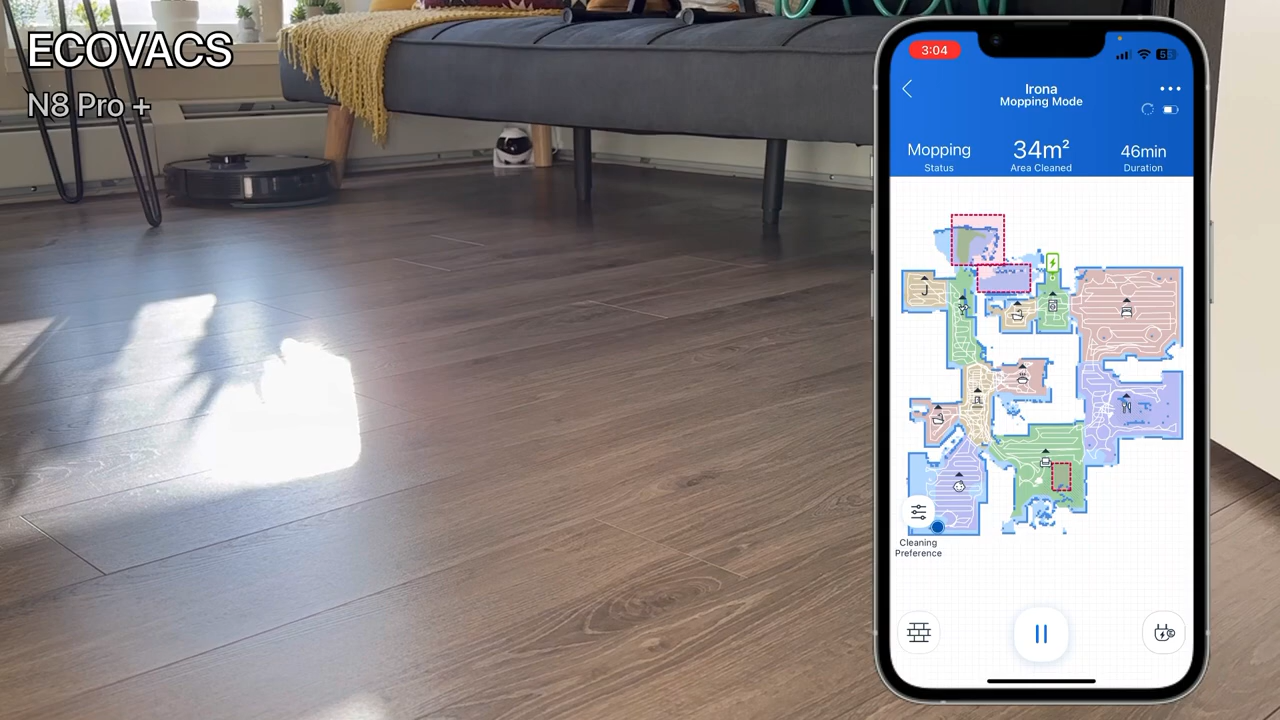 ECOVACS
N8 Pro +
3:04
Irona
Mopping Mode
Mopping
34m²
46min
Status
Area Cleaned
Duration
Cleaning
Preference